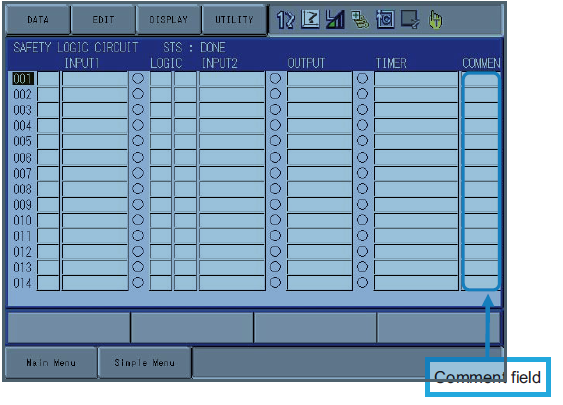 DATA EDIT DISPLAY UTILITY
SAFETY LOGIC CIRCUIT STS : DONE
INPUT1 LOGIC INPUT2 OUTPUT TIMER COMMEN
001
002
003
004
005
006
007
008
009
010
011
012
013
014
Main Menu Simple Menu
Comment field